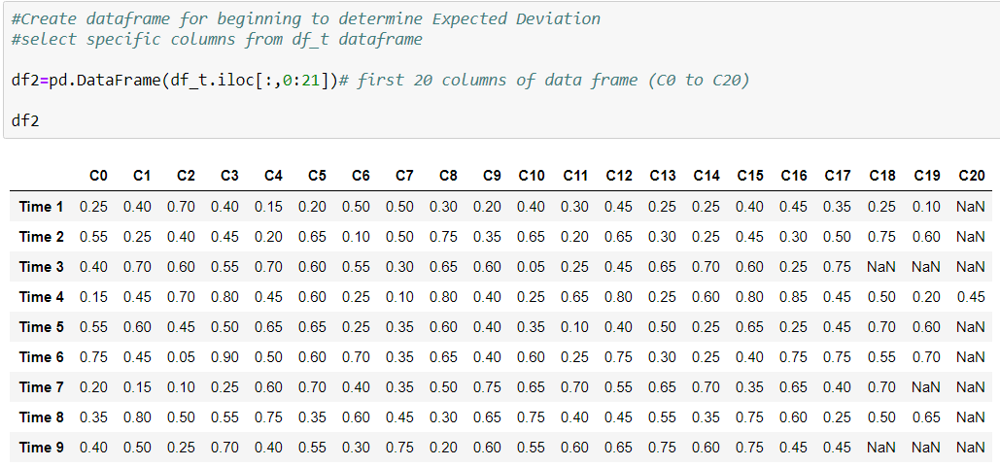 #Create dataframe for beginning to determine Expected Deviation
#select specific columns from df_t dataframe
df2=pd.DataFrame(df_t.iloc[:,0:21])# first 20 columns of data frame (C0 to C20)
df2
C0 C1 C2 C3 C4 C5 C6 C7 C8 C9 C10 C11 C12 C13 C14 C15 C16 C17 C18 C19 C20
Time 1 0.25 0.40 0.70 0.40 0.15 0.20 0.50 0.50 0.30 0.20 0.40 0.30 0.45 0.25 0.25 0.40 0.45 0.35 0.25 0.10 NaN
Time 2 0.55 0.25 0.40 0.45 0.20 0.65 0.10 0.50 0.75 0.35 0.65 0.20 0.65 0.30 0.25 0.45 0.30 0.50 0.75 0.60 NaN
Time 3 0.40 0.70 0.60 0.55 0.70 0.60 0.55 0.30 0.65 0.60 0.05 0.25 0.45 0.65 0.70 0.60 0.25 0.75 NaN NaN NaN
Time 4 0.15 0.45 0.70 0.80 0.45 0.60 0.25 0.10 0.80 0.40 0.25 0.65 0.80 0.25 0.60 0.80 0.85 0.45 0.50 0.20 0.45
Time 5 0.55 0.60 0.45 0.50 0.65 0.65 0.25 0.35 0.60 0.40 0.35 0.10 0.40 0.50 0.25 0.65 0.25 0.45 0.70 0.60 NaN
Time 6 0.75 0.45 0.05 0.90 0.50 0.60 0.70 0.35 0.65 0.40 0.60 0.25 0.75 0.30 0.25 0.40 0.75 0.75 0.55 0.70 NaN
Time 7 0.20 0.15 0.10 0.25 0.60 0.70 0.40 0.35 0.50 0.75 0.65 0.70 0.55 0.65 0.70 0.35 0.65 0.40 0.70 NaN NaN
Time 8 0.35 0.80 0.50 0.55 0.75 0.35 0.60 0.45 0.30 0.65 0.75 0.40 0.45 0.55 0.35 0.75 0.60 0.25 0.50 0.65 NaN
Time 9 0.40 0.50 0.25 0.70 0.40 0.55 0.30 0.75 0.20 0.60 0.55 0.60 0.65 0.75 0.60 0.75 0.45 0.45 NaN NaN NaN